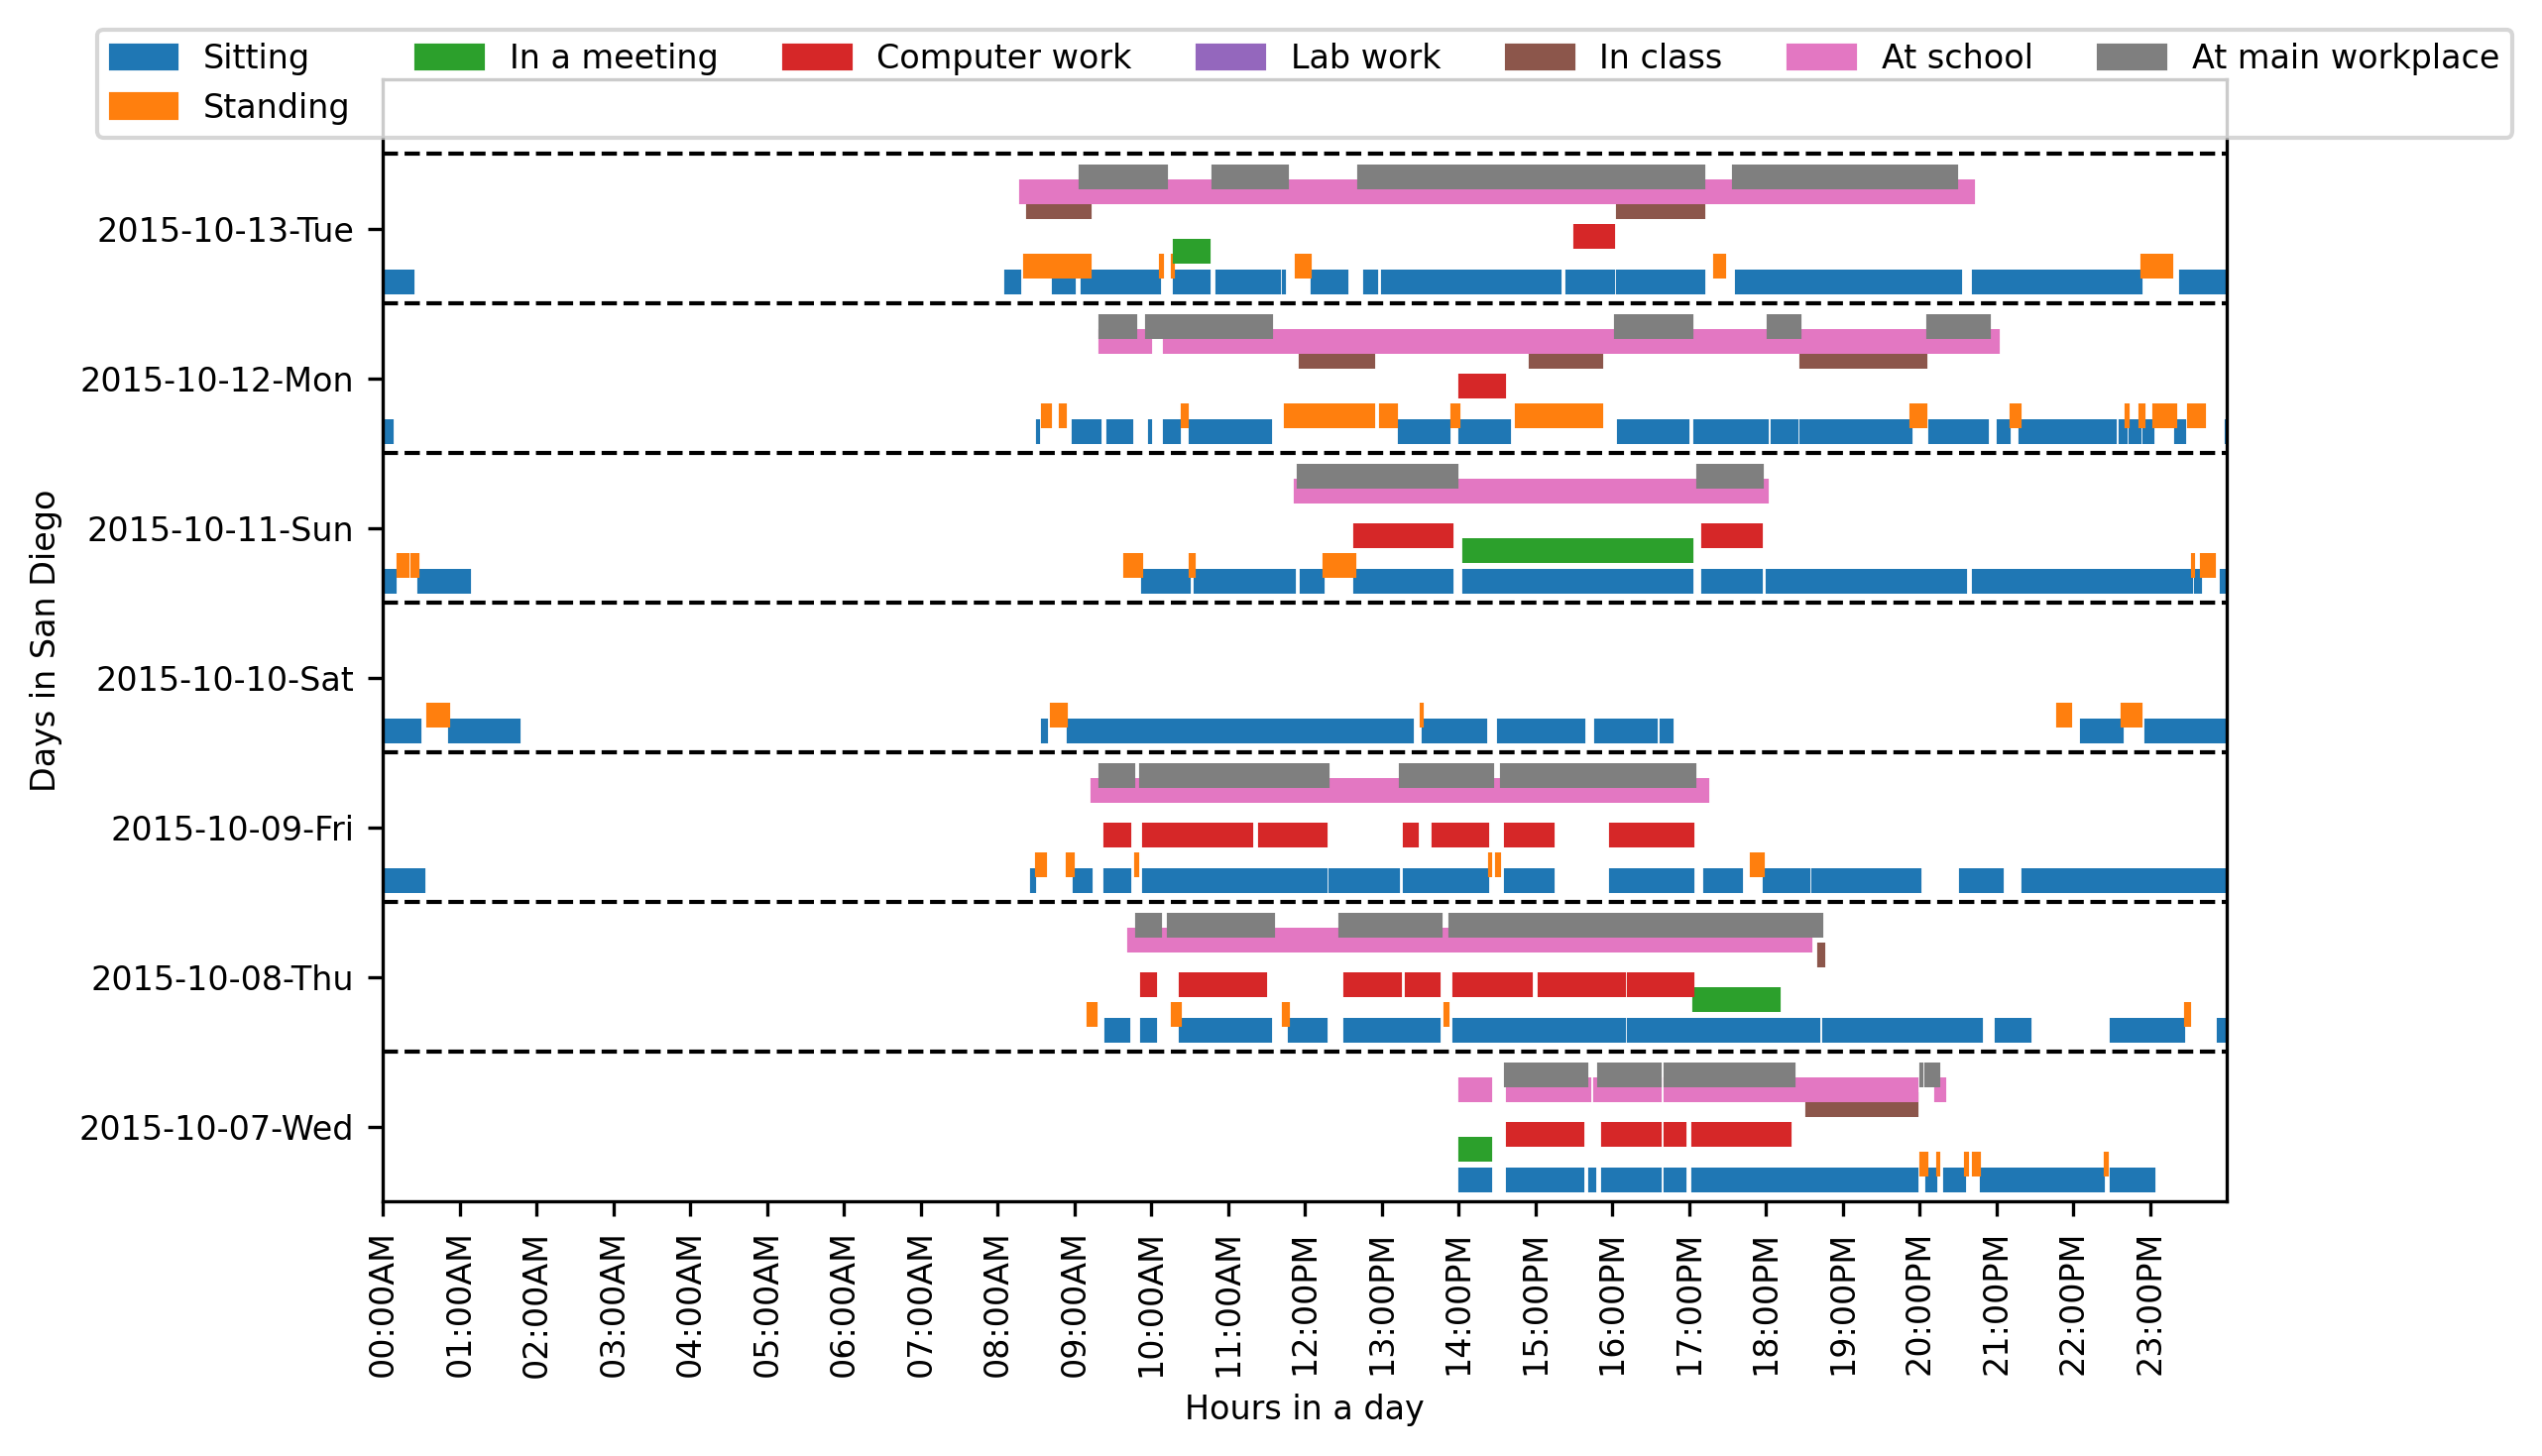 Sitting In a meeting Computer work Lab work In class At school At main workplace
Standing
2015-10-13-Tue
2015-10-12-Mon
2015-10-11-Sun
2015-10-10-Sat
2015-10-09-Fri
2015-10-08-Thu
2015-10-07-Wed
Days in San Diego
00:00AM 01:00AM 02:00AM 03:00AM 04:00AM 05:00AM 06:00AM 07:00AM 08:00AM 09:00AM 10:00AM 11:00AM 12:00PM 13:00PM 14:00PM 15:00PM 16:00PM 17:00PM 18:00PM 19:00PM 20:00PM 21:00PM 22:00PM 23:00PM
Hours in a day